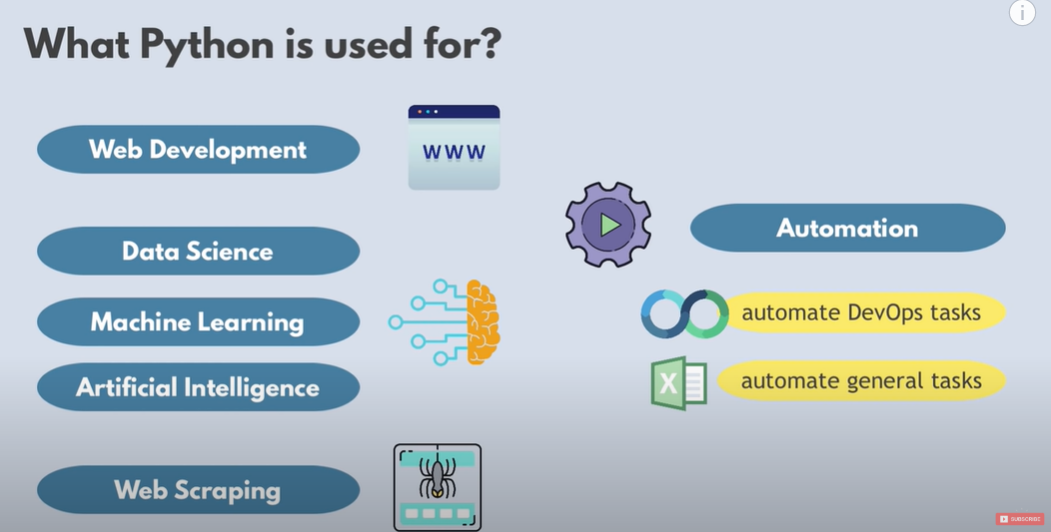 What Python is used for?
Web Development
WWW
Data Science
Machine Learning
Artificial Intelligence
Web Scraping
Automation
automate DevOps tasks
X
automate general tasks
i
SUBSCRIBE